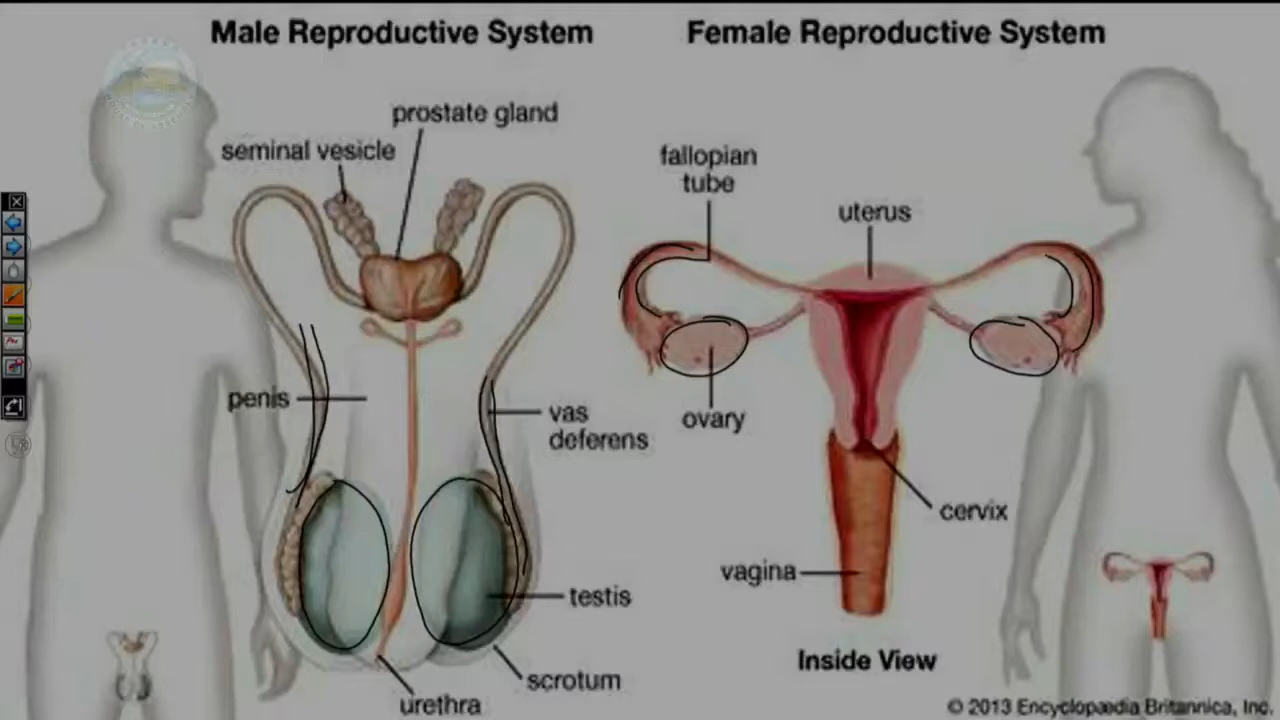 Male Reproductive System
Female Reproductive System
prostate gland
seminal vesicle
fallopian
tube
uterus
penis
vas
deferens
ovary
cervix
vagina
testis
scrotum
urethra
Inside View
© 2013 Encyclopædia Britannica, Inc.